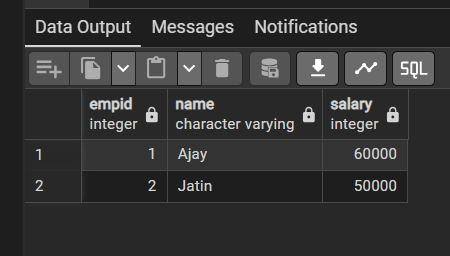 Data Output Messages Notifications
SQL
empid name salary
integer character varying integer
1 1 Ajay 60000
2 2 Jatin 50000